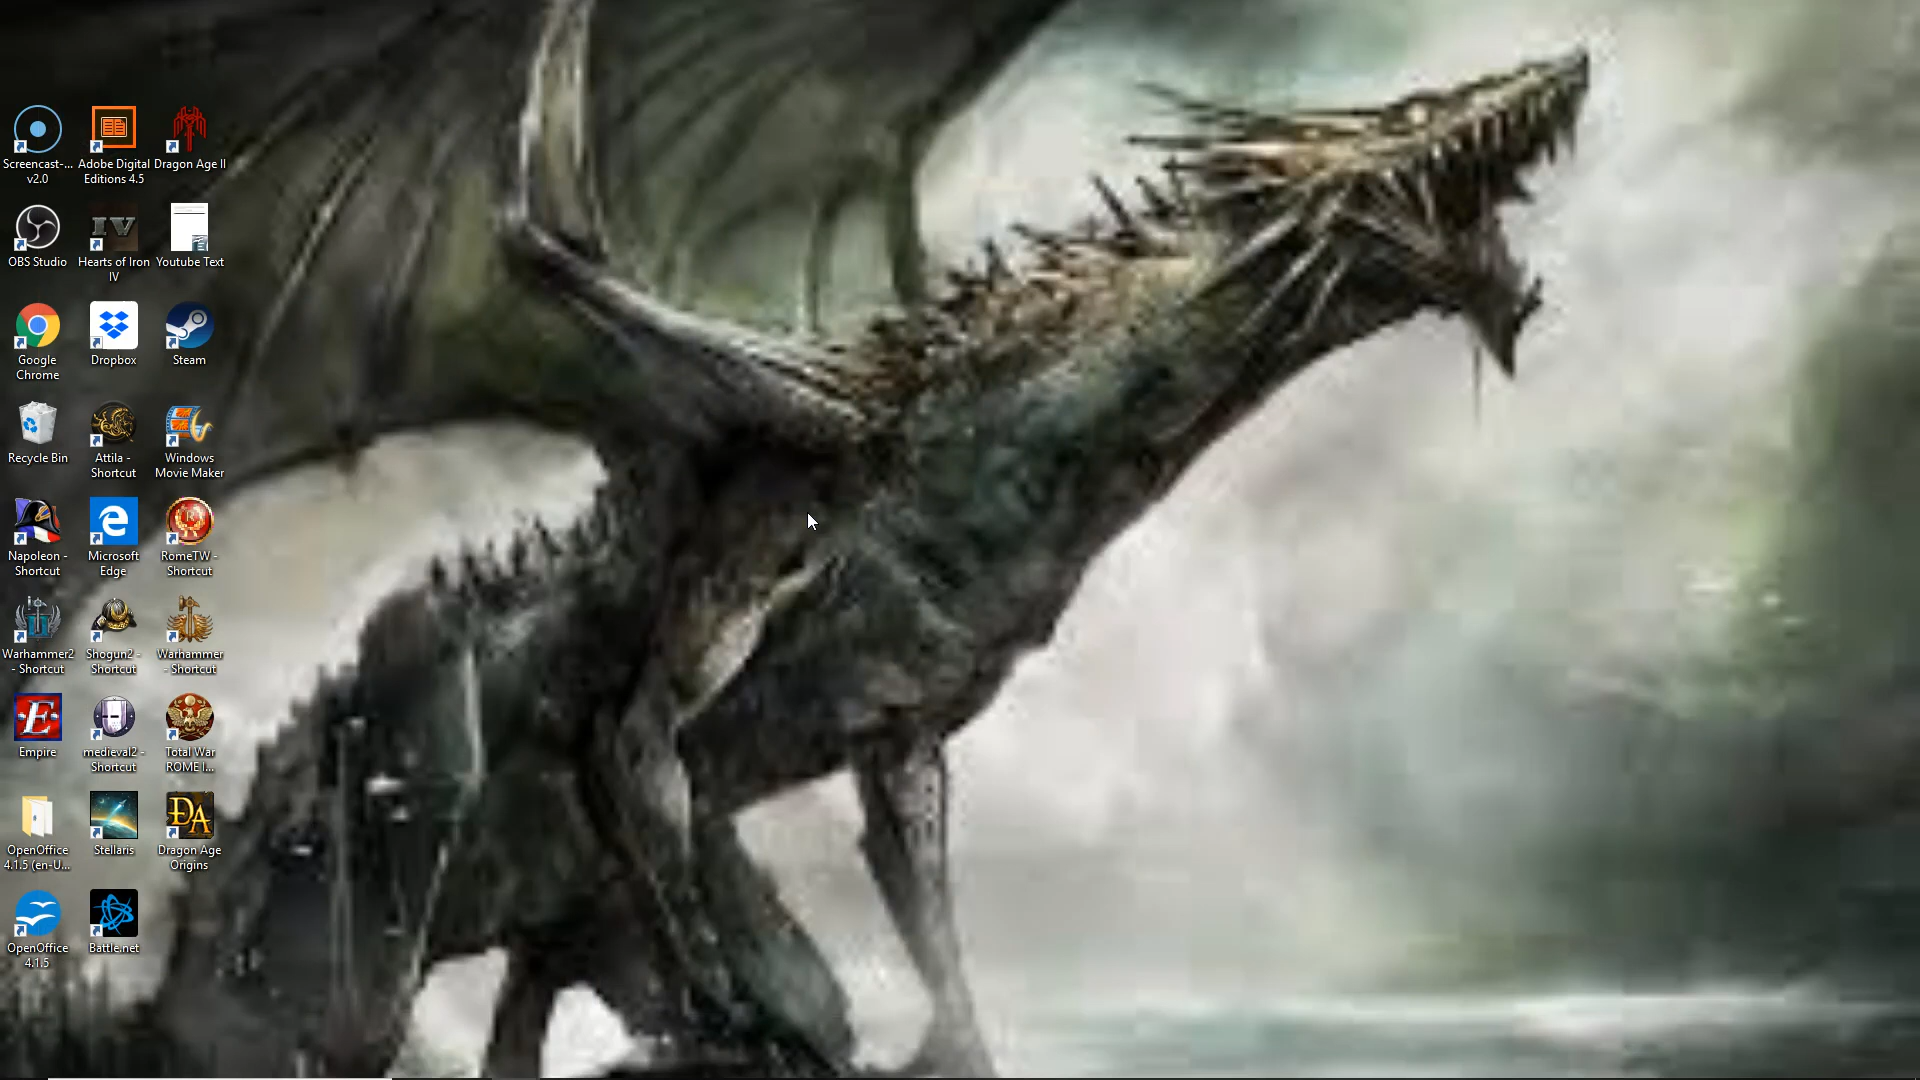 Screencast-...
v2.0
Adobe Digital
Editions 4.5
Dragon Age II
OBS Studio
IV
Hearts of Iron
IV
Youtube Text
Google
Chrome
Dropbox
Steam
Recycle Bin
Attila -
Shortcut
Windows
Movie Maker
Napoleon -
Shortcut
Microsoft
Edge
R
RomeTW -
Shortcut
Warhammer2
- Shortcut
Shogun2 -
Shortcut
Warhammer
- Shortcut
E
Empire
medieval2 -
Shortcut
Total War
ROME I...
OpenOffice
4.1.5 (en-U...
Stellaris
DA
Dragon Age
Origins
OpenOffice
4.1.5
Battle.net